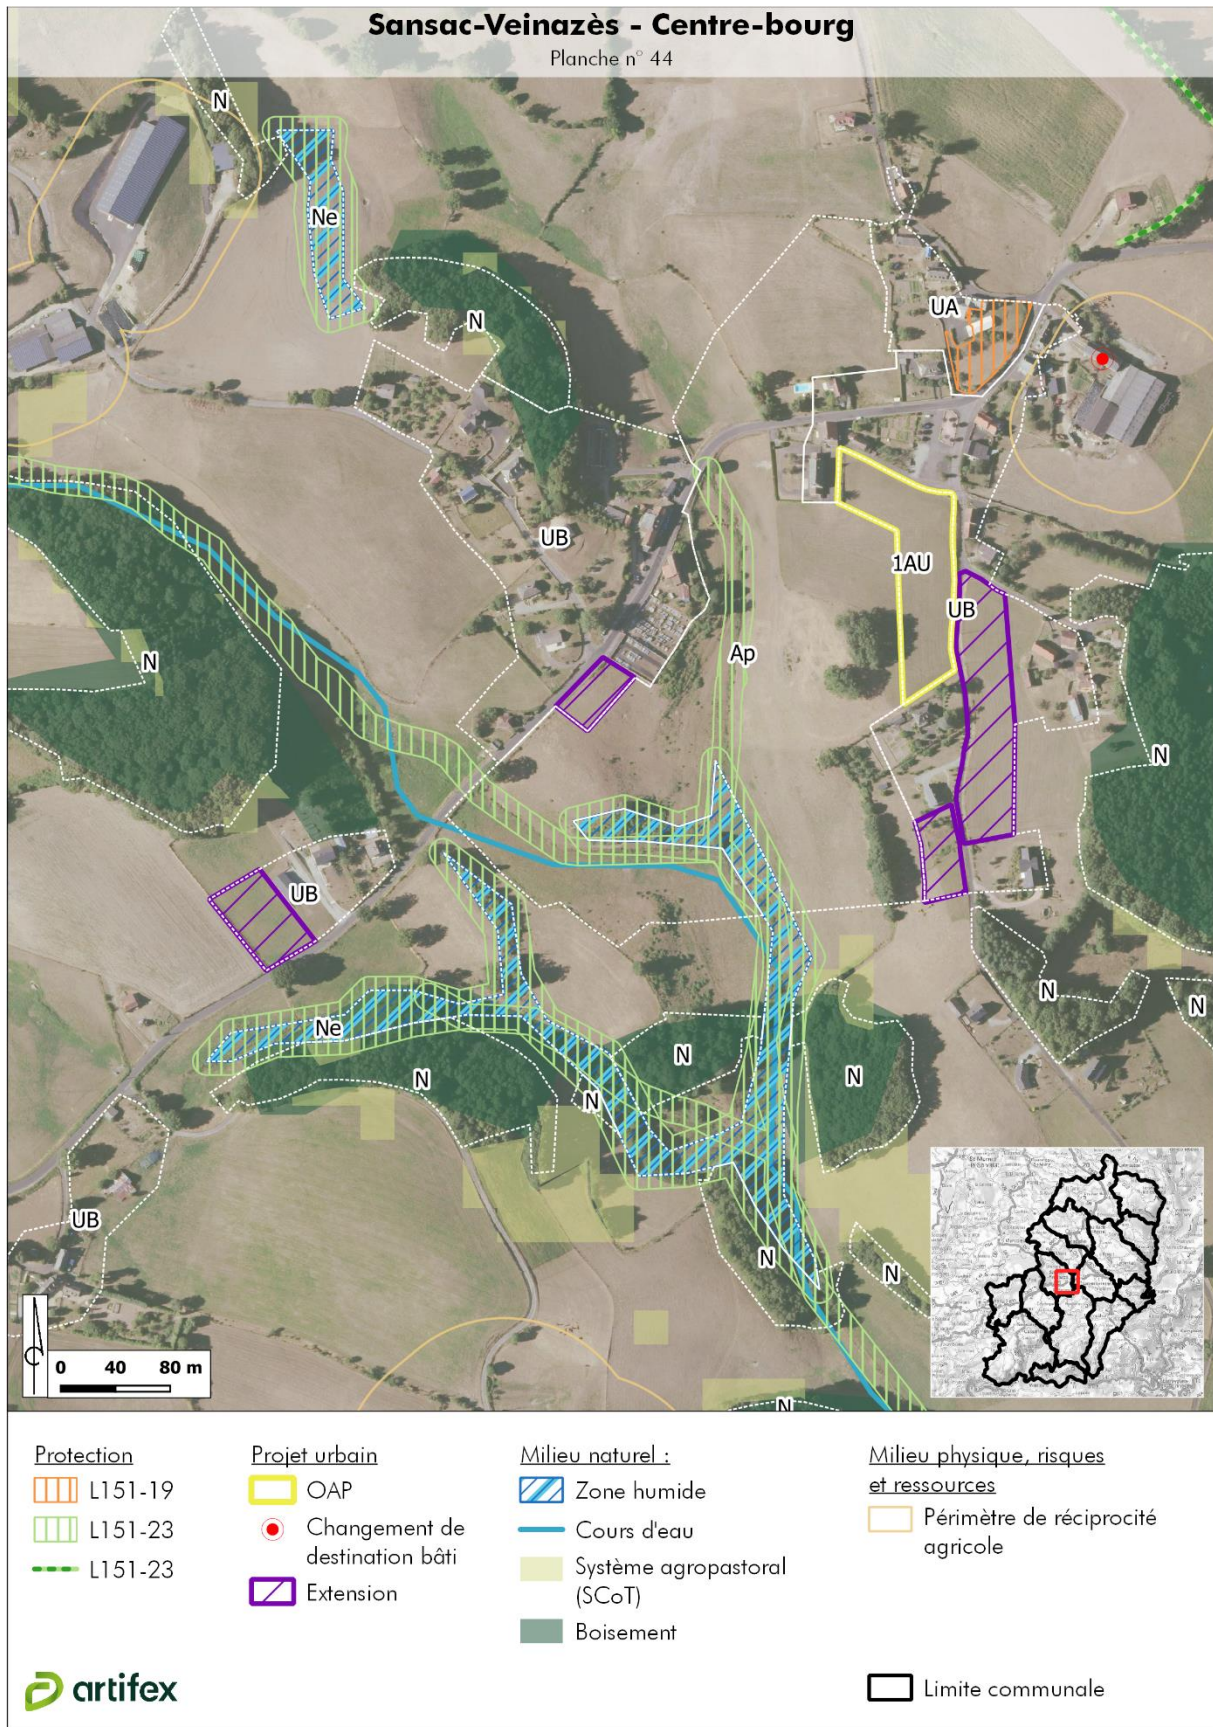 Sansac-Veinazès - Centre-bourg
Planche n° 44
N
Ne
N
UA
UB
1AU
UB
Ap
N
N
UB
Ne
N
N
N
N
N
N
UB
N
N
N
0 40 80 m
Protection
L151-19
L151-23
L151-23
Projet urbain
OAP
Changement de
destination bâti
Extension
Milieu naturel :
Zone humide
Cours d'eau
Système agropastoral
(SCoT)
Boisement
Milieu physique, risques
et ressources
Périmètre de réciprocité
agricole
Limite communale
artifex